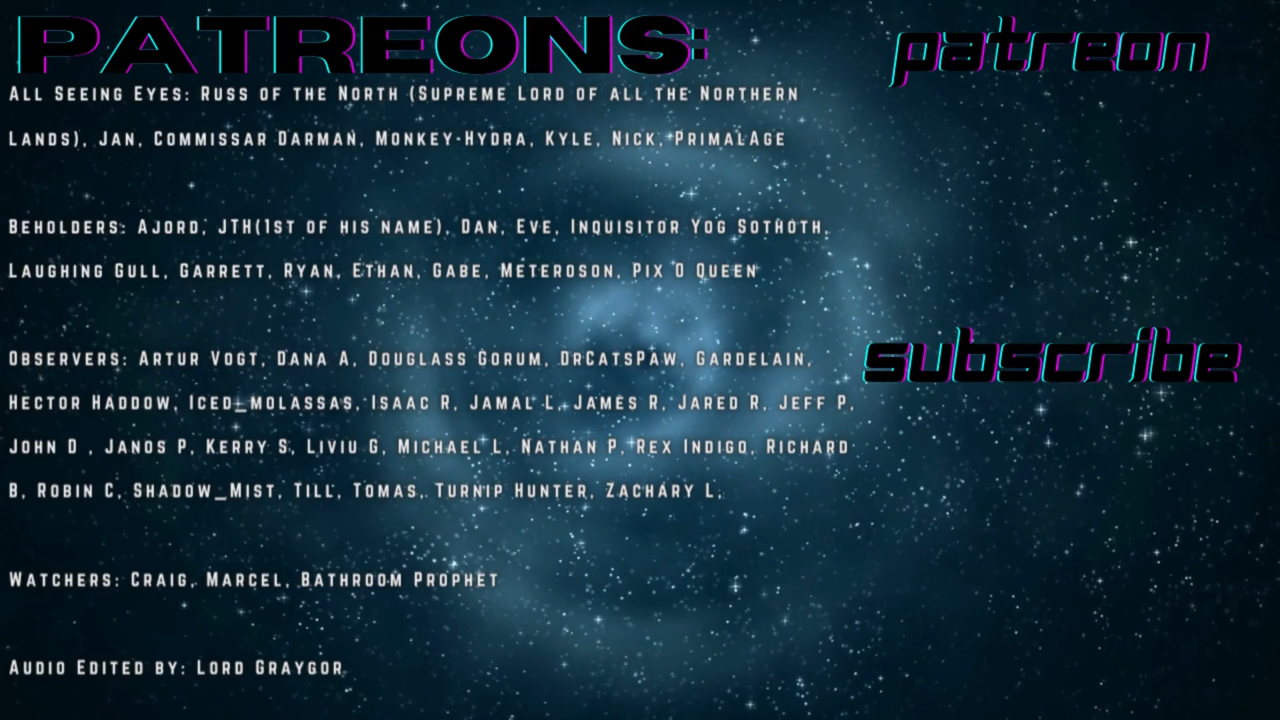 PATREONS:
patreon
All Seeing Eyes: Russ of the North (Supreme Lord of all the Northern
Lands), Jan, Commissar Darman, Monkey-Hydra, Kyle, Nick, PrimalAge
Beholders: Ajord, JTH(1st of his name), Dan, Eve, Inquisitor Yog Sothoth,
Laughing Gull, Garrett, Ryan, Ethan, Gabe, Meteroson, Pix O Queen
subscribe
Observers: Artur Vogt, Dana A, Douglass Gorum, DrCatsPaw, Gardelain,
Hector Haddow, Iced_molassas, Isaac R, Jamal L, James R, Jared R, Jeff P,
John D , Janos P, Kerry S, Liviu G, Michael L, Nathan P, Rex Indigo, Richard
B, Robin C, Shadow_Mist, Till, Tomas, Turnip Hunter, Zachary L,
Watchers: Craig, Marcel, Bathroom Prophet
Audio Edited by: Lord Graygor